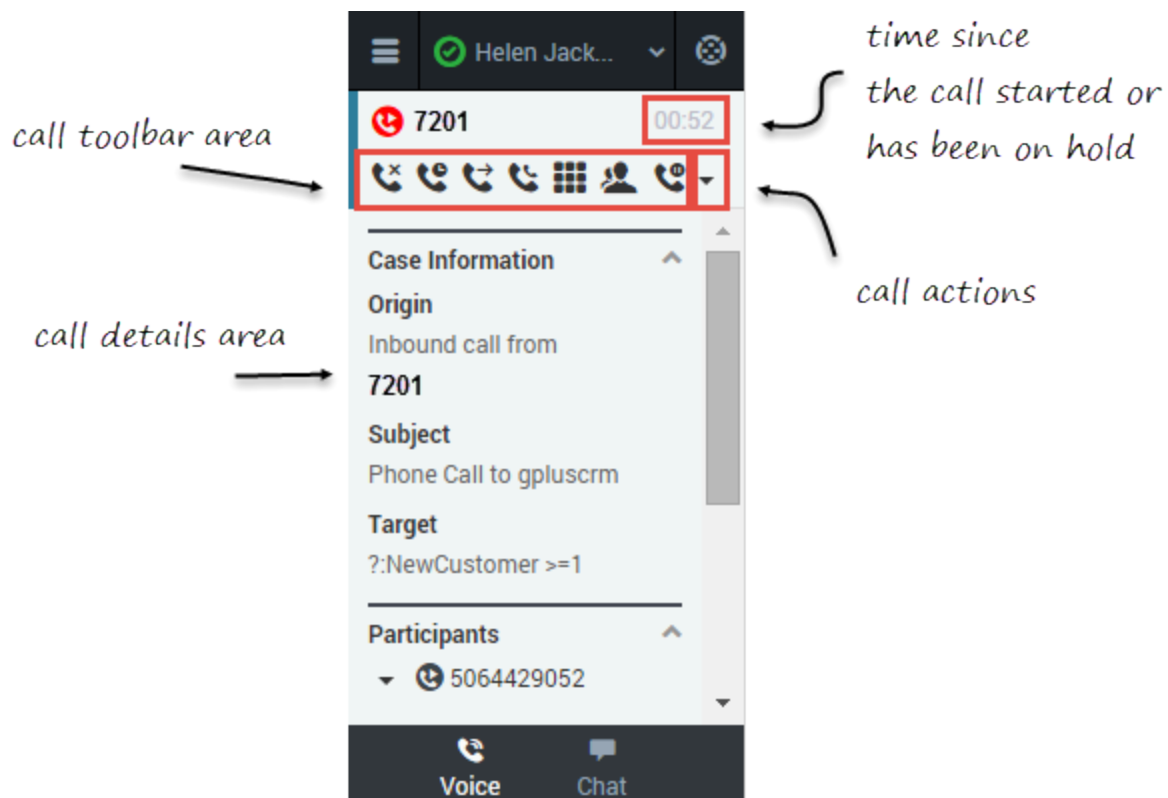 Helen Jack...
time since
the call started or
has been on hold
7201
00:52
call toolbar area
call actions
Case Information
Origin
Inbound call from
7201
call details area
Subject
Phone Call to gpluscrm
Target
?:NewCustomer >=1
Participants
5064429052
Voice
Chat